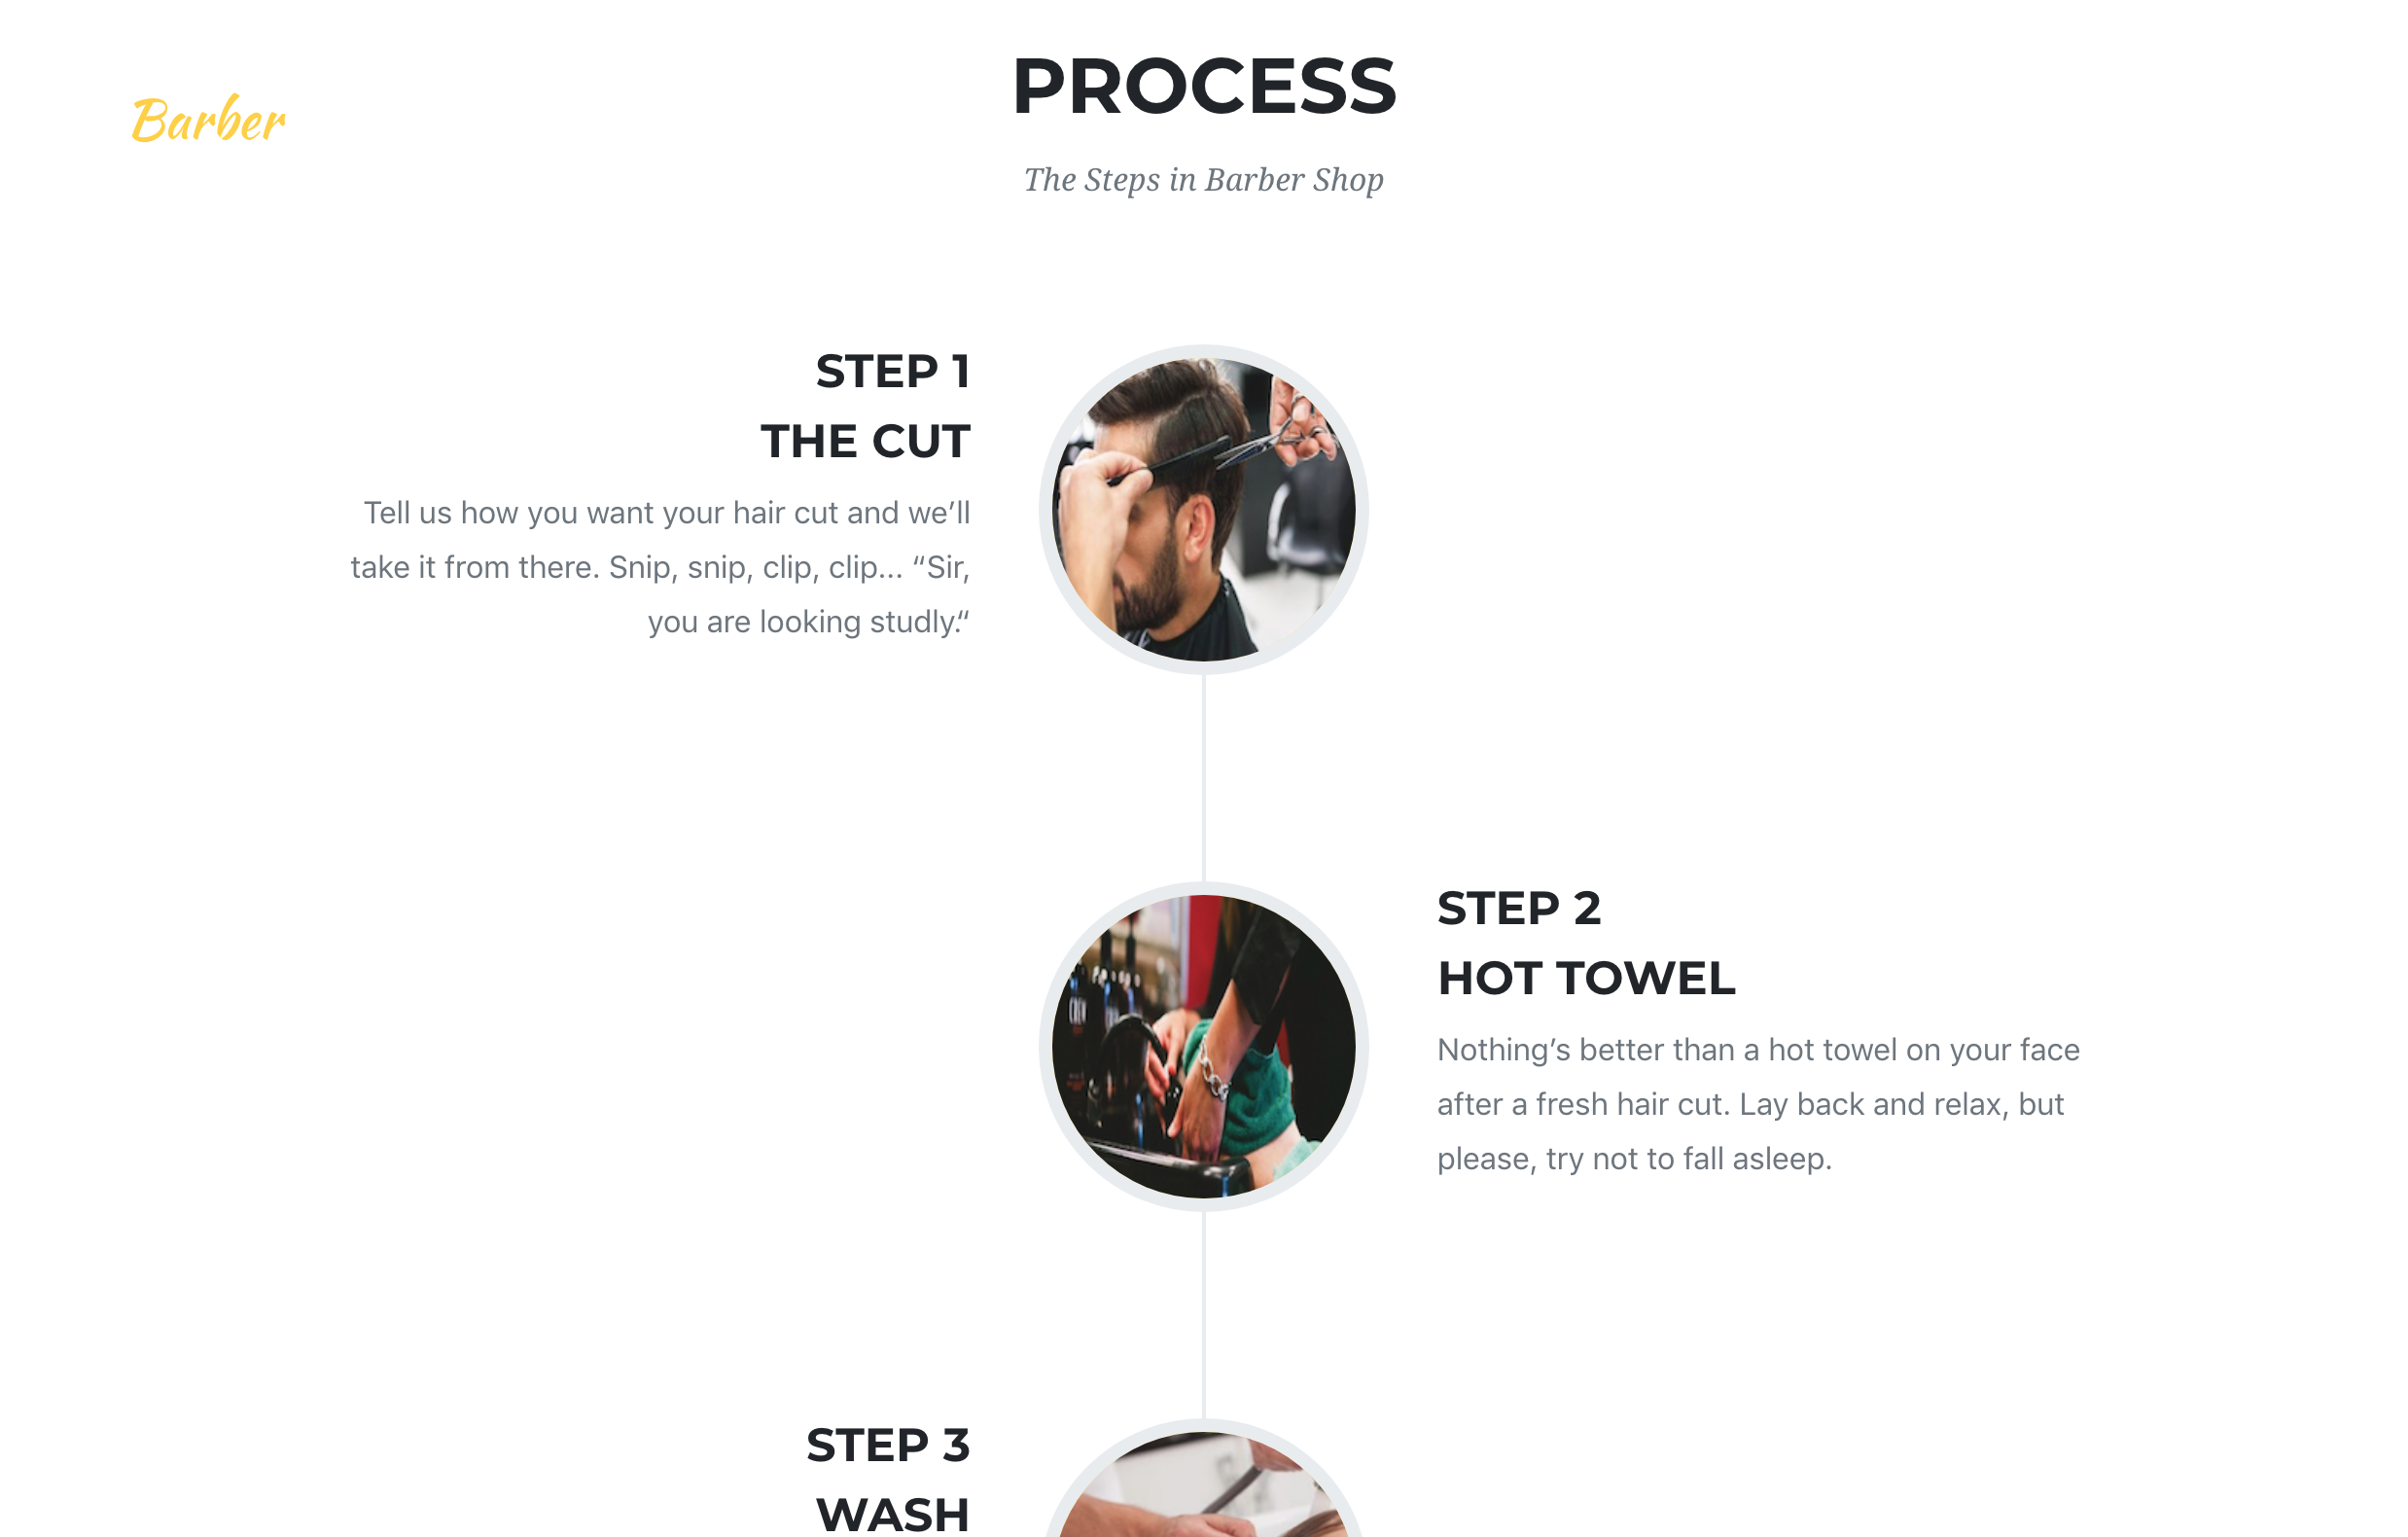 PROCESS
Barber
The Steps in Barber Shop
STEP 1
THE CUT
Tell us how you want your hair cut and we’ll
take it from there. Snip, snip, clip, clip... “Sir,
you are looking studly.“
STEP 2
HOT TOWEL
Nothing’s better than a hot towel on your face
after a fresh hair cut. Lay back and relax, but
please, try not to fall asleep.
STEP 3
WASH